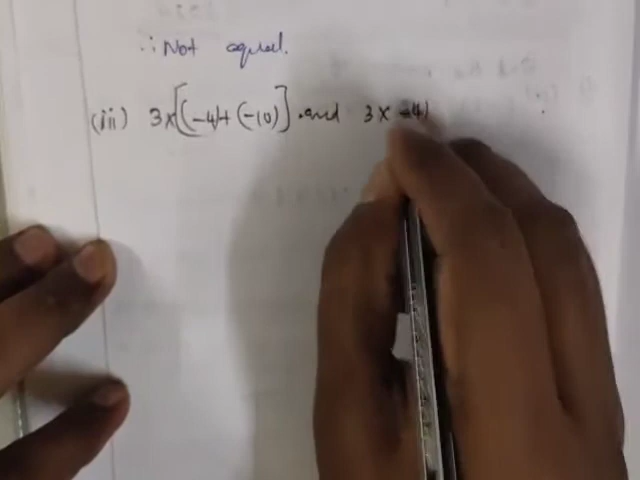 ∴ Not equal.
(iii) 3×[(-4)+(-10)] and 3×-4)